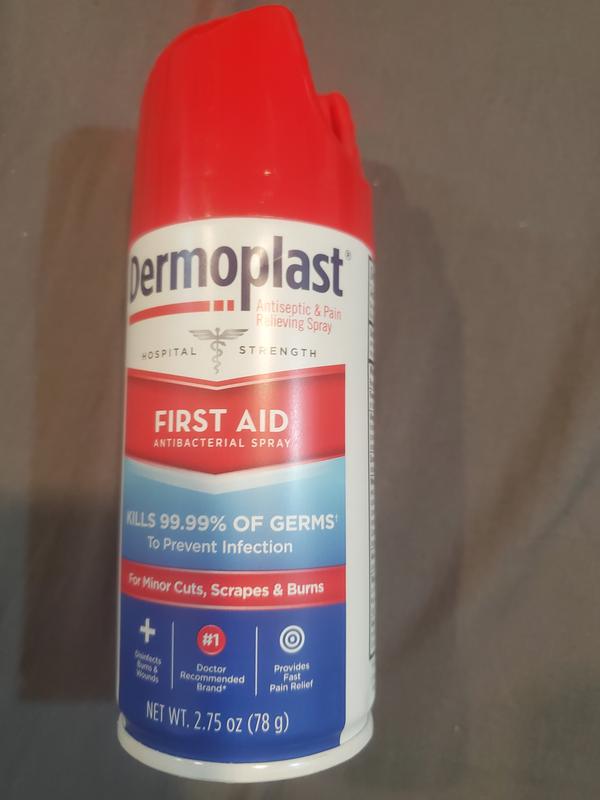 Dermoplast®
Antiseptic & Pain
Relieving Spray
HOSPITAL STRENGTH
FIRST AID
ANTIBACTERIAL SPRAY
KILLS 99.99% OF GERMS†
To Prevent Infection
For Minor Cuts, Scrapes & Burns
Disinfects
Burns &
Wounds
#1
Doctor
Recommended
Brand*
Provides
Fast
Pain Relief
NET WT. 2.75 oz (78 g)